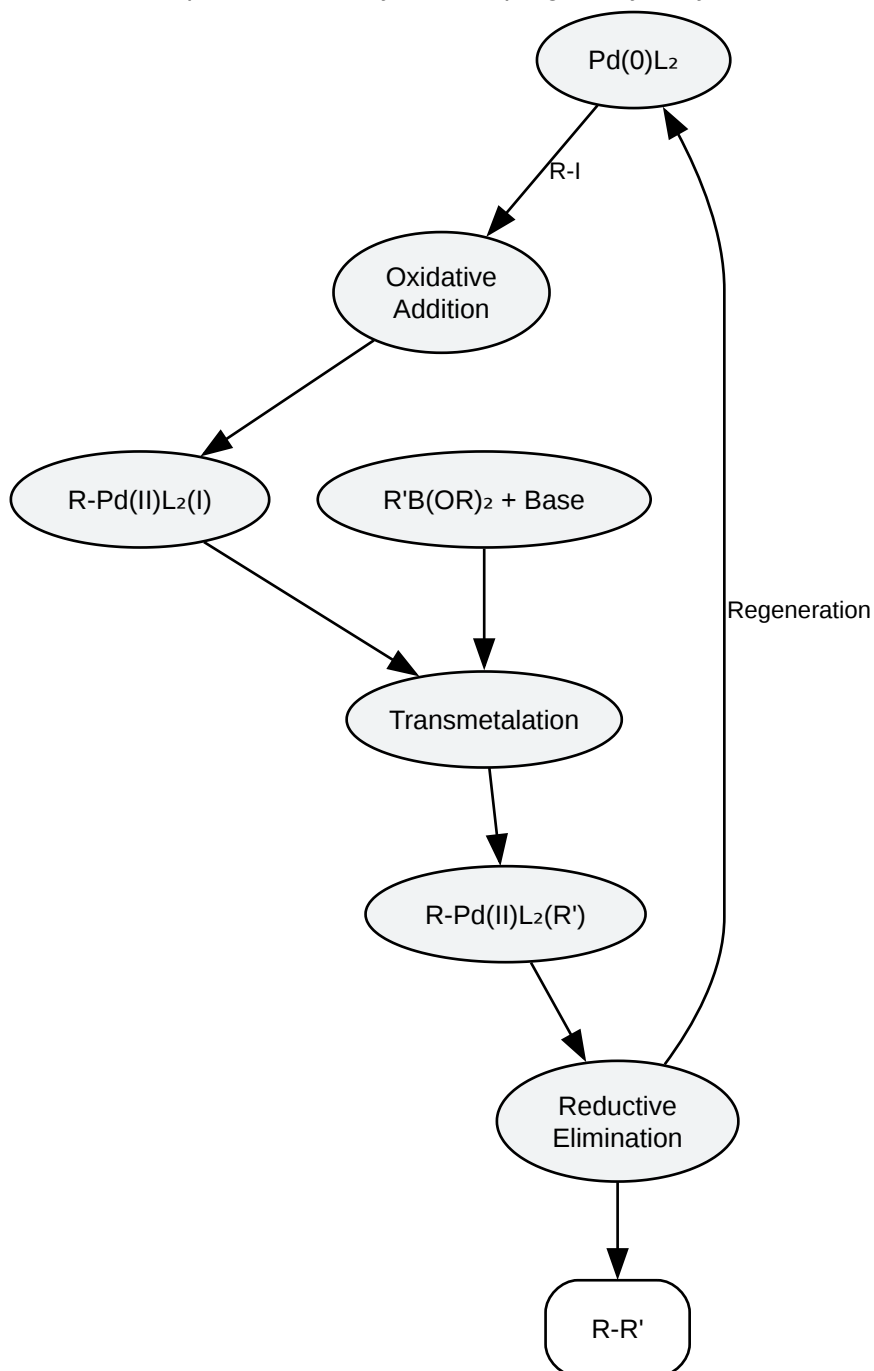 Pd(0)L₂
R-I
Oxidative
Addition
R-Pd(II)L₂(I)
R'B(OR)₂ + Base
Regeneration
Transmetalation
R-Pd(II)L₂(R')
Reductive
Elimination
R-R'